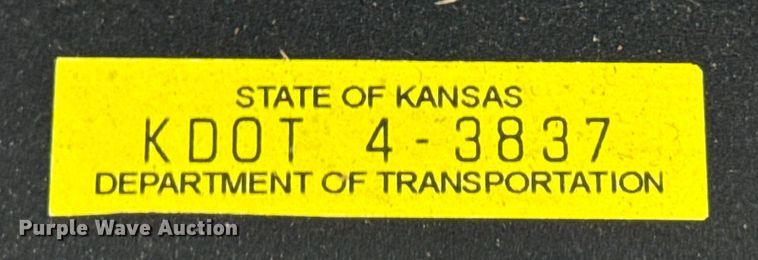 STATE OF KANSAS
KDOT 4-3837
DEPARTMENT OF TRANSPORTATION
Purple Wave Auction